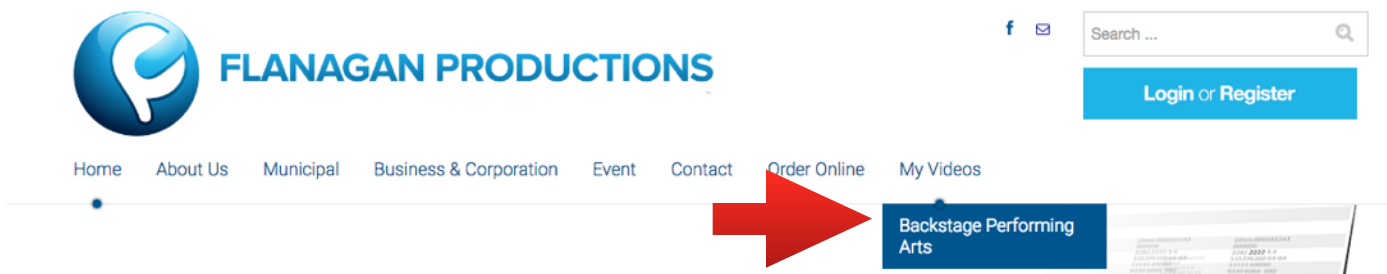 FLANAGAN PRODUCTIONS
f
Search ...
Login or Register
Home About Us Municipal Business & Corporation Event Contact Order Online My Videos
Backstage Performing
Arts